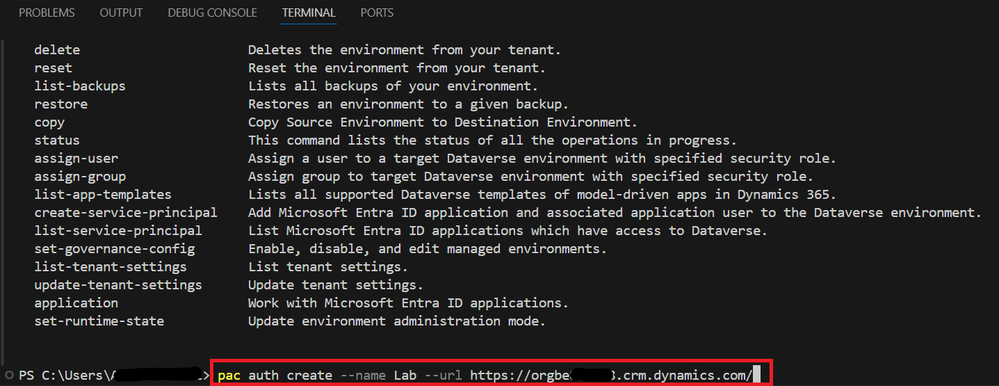 PROBLEMS OUTPUT DEBUG CONSOLE TERMINAL PORTS
delete Deletes the environment from your tenant.
reset Reset the environment from your tenant.
list-backups Lists all backups of your environment.
restore Restores an environment to a given backup.
copy Copy Source Environment to Destination Environment.
status This command lists the status of all the operations in progress.
assign-user Assign a user to a target Dataverse environment with specified security role.
assign-group Assign group to target Dataverse environment with specified security role.
list-app-templates Lists all supported Dataverse templates of model-driven apps in Dynamics 365.
create-service-principal Add Microsoft Entra ID application and associated application user to the Dataverse environment.
list-service-principal List Microsoft Entra ID applications which have access to Dataverse.
set-governance-config Enable, disable, and edit managed environments.
list-tenant-settings List tenant settings.
update-tenant-settings Update tenant settings.
application Work with Microsoft Entra ID applications.
set-runtime-state Update environment administration mode.
PS C:\Users\ > pac auth create --name Lab --url https://orgbe 3.crm.dynamics.com/